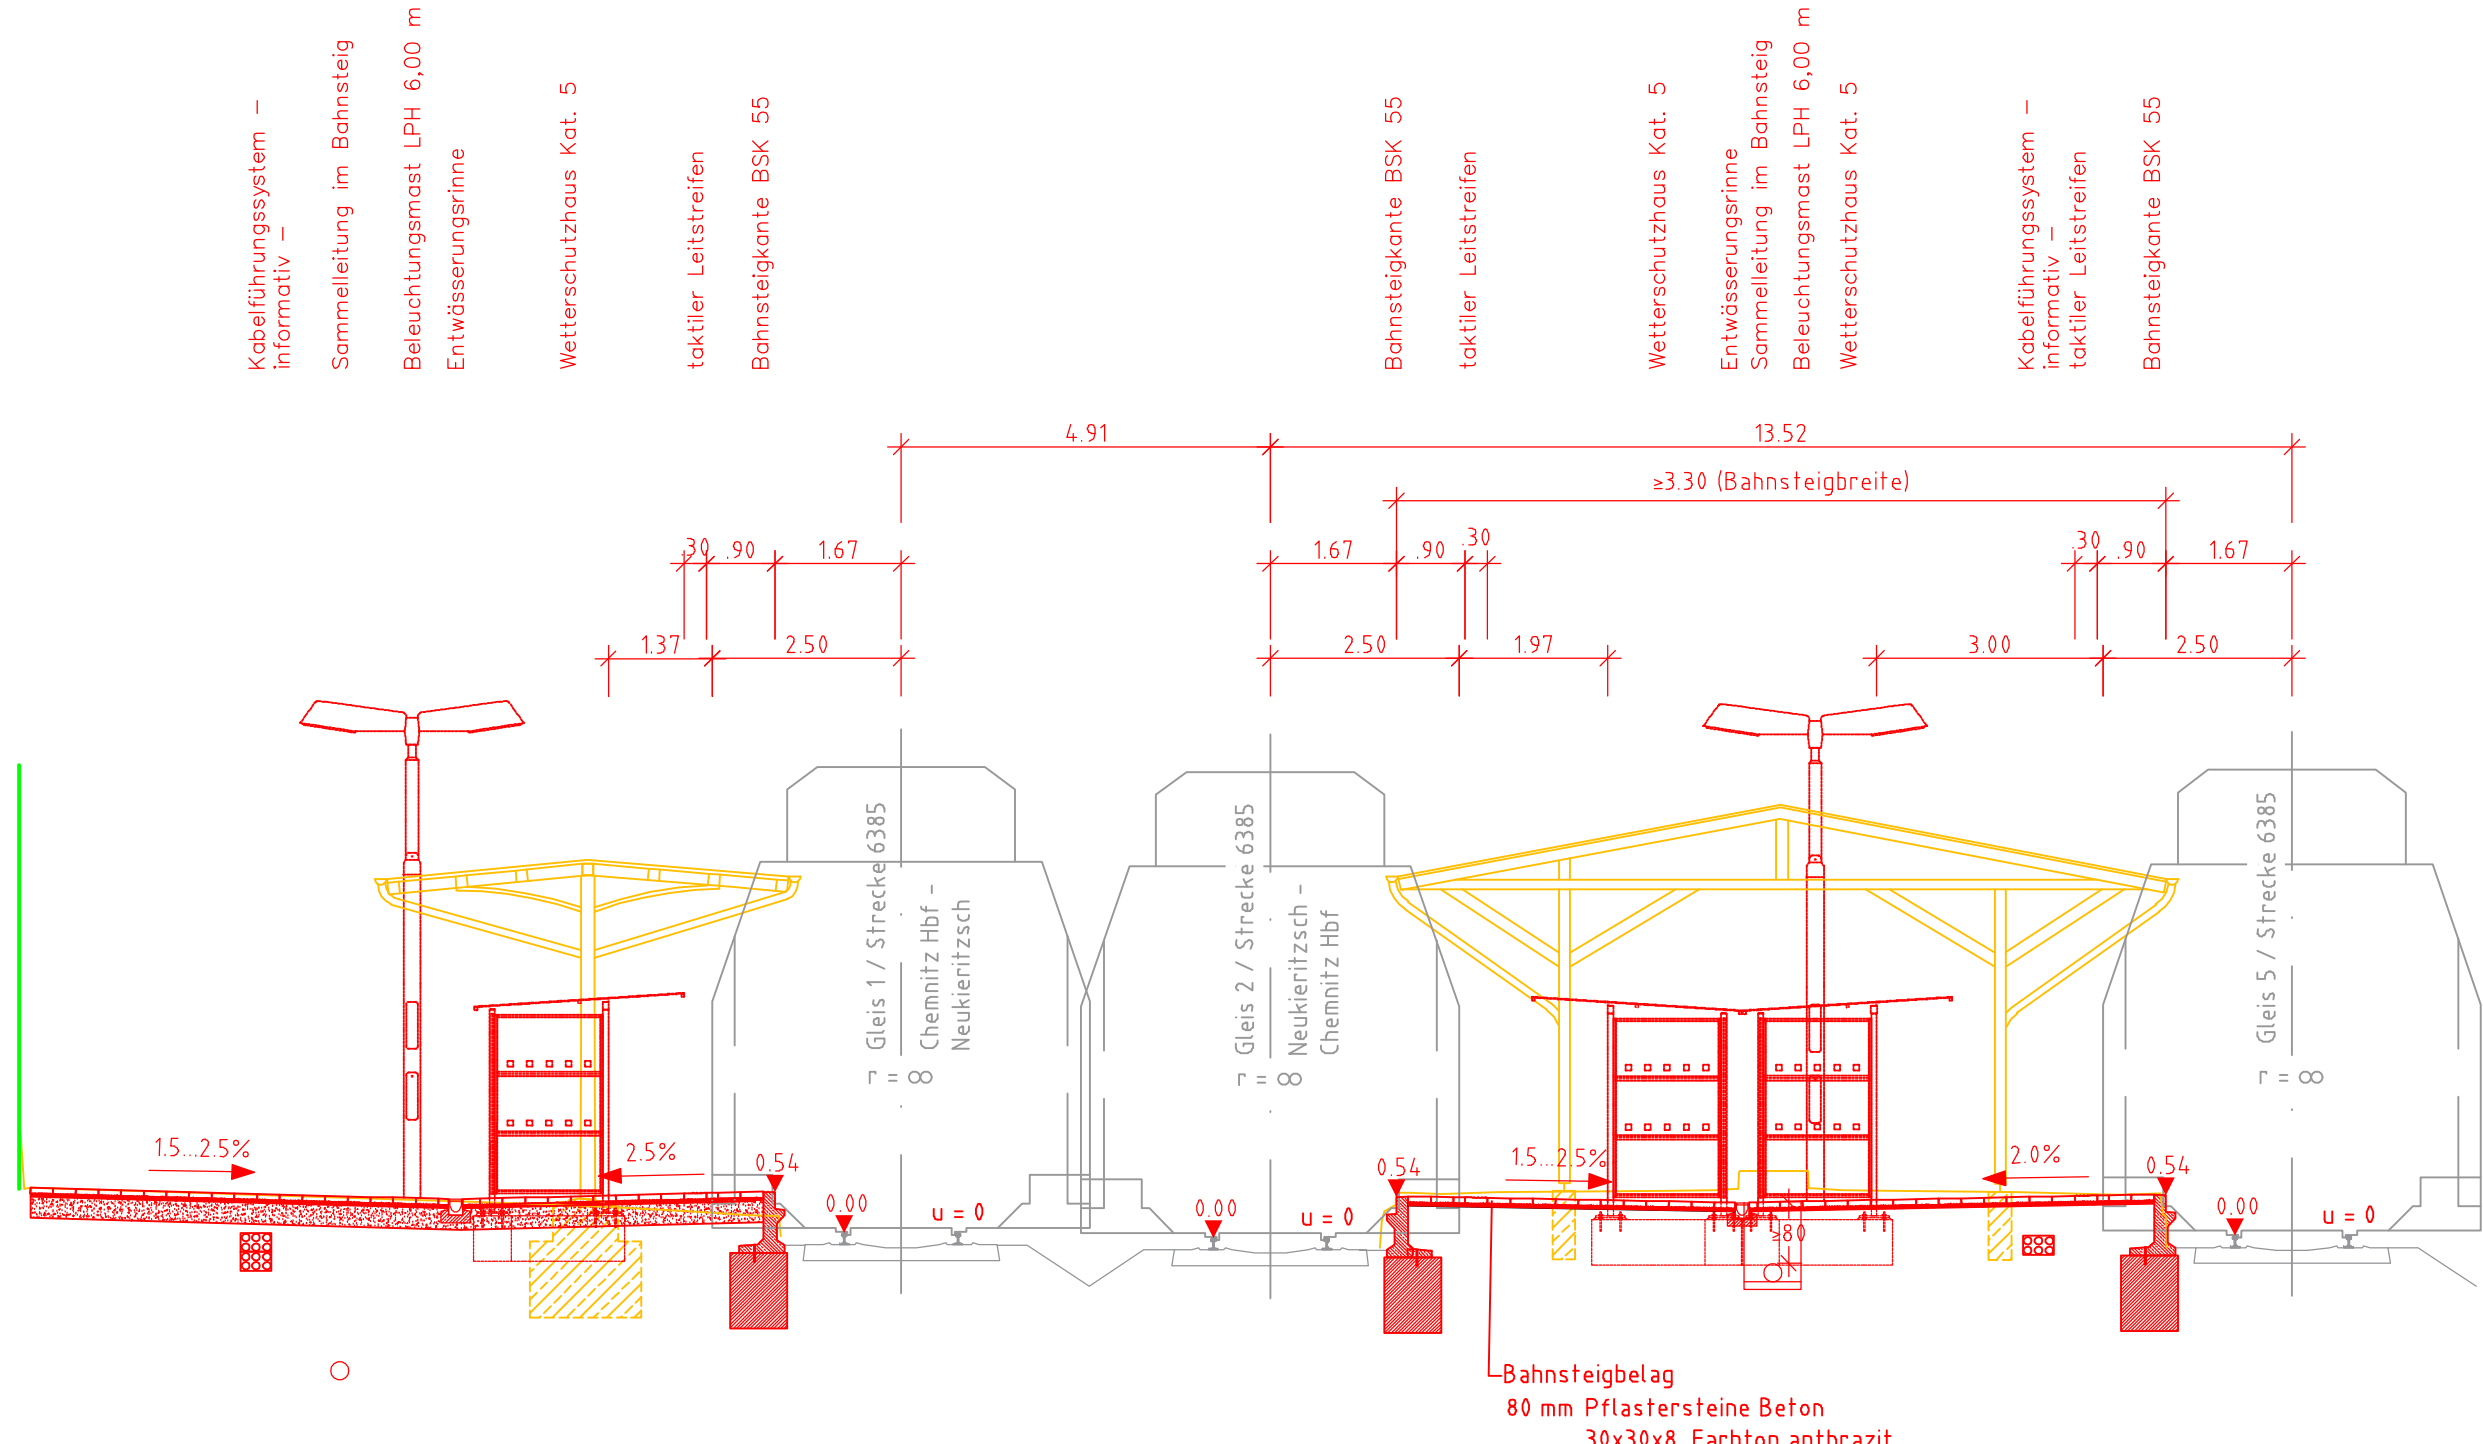 Kabelführungssystem –
informativ –
Sammelleitung im Bahnsteig
Beleuchtungsmast LPH 6,00 m
Entwässerungsrinne
Wetterschutzhaus Kat. 5
taktiler Leitstreifen
Bahnsteigkante BSK 55
Bahnsteigkante BSK 55
taktiler Leitstreifen
Wetterschutzhaus Kat. 5
Entwässerungsrinne
Sammelleitung im Bahnsteig
Beleuchtungsmast LPH 6,00 m
Wetterschutzhaus Kat. 5
Kabelführungssystem –
informativ –
taktiler Leitstreifen
Bahnsteigkante BSK 55
4.91
13.52
≥3.30 (Bahnsteigbreite)
.30
.90
1.67
1.67
.90
.30
.30
.90
1.67
1.37
2.50
2.50
1.97
3.00
2.50
Gleis 1 / Strecke 6385
Chemnitz Hbf -
Neukieritzsch
r = ∞
Gleis 2 / Strecke 6385
Neukieritzsch -
Chemnitz Hbf
r = ∞
Gleis 5 / Strecke 6385
r = ∞
1.5...2.5%
2.5%
0.54
0.00
u = 0
0.00
u = 0
0.54
1.5...2.5%
2.0%
0.54
0.00
u = 0
≥80
Bahnsteigbelag
80 mm Pflastersteine Beton
30x30x8, Farbton anthrazit